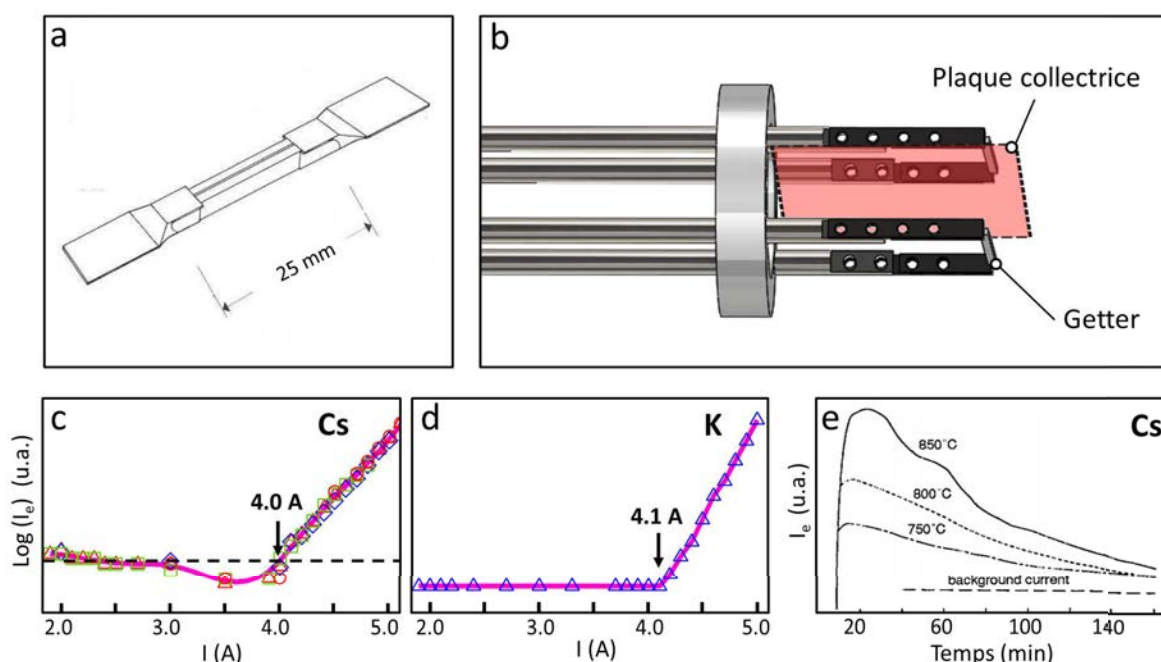 a
25 mm
b
Plaque collectrice
Getter
c
Cs
4.0 A
Log (Iₑ) (u.a.)
2.0 3.0 4.0 5.0
I (A)
d
K
4.1 A
2.0 3.0 4.0 5.0
I (A)
e
Cs
850°C
800°C
750°C
background current
Iₑ (u.a.)
20 60 100 140
Temps (min)